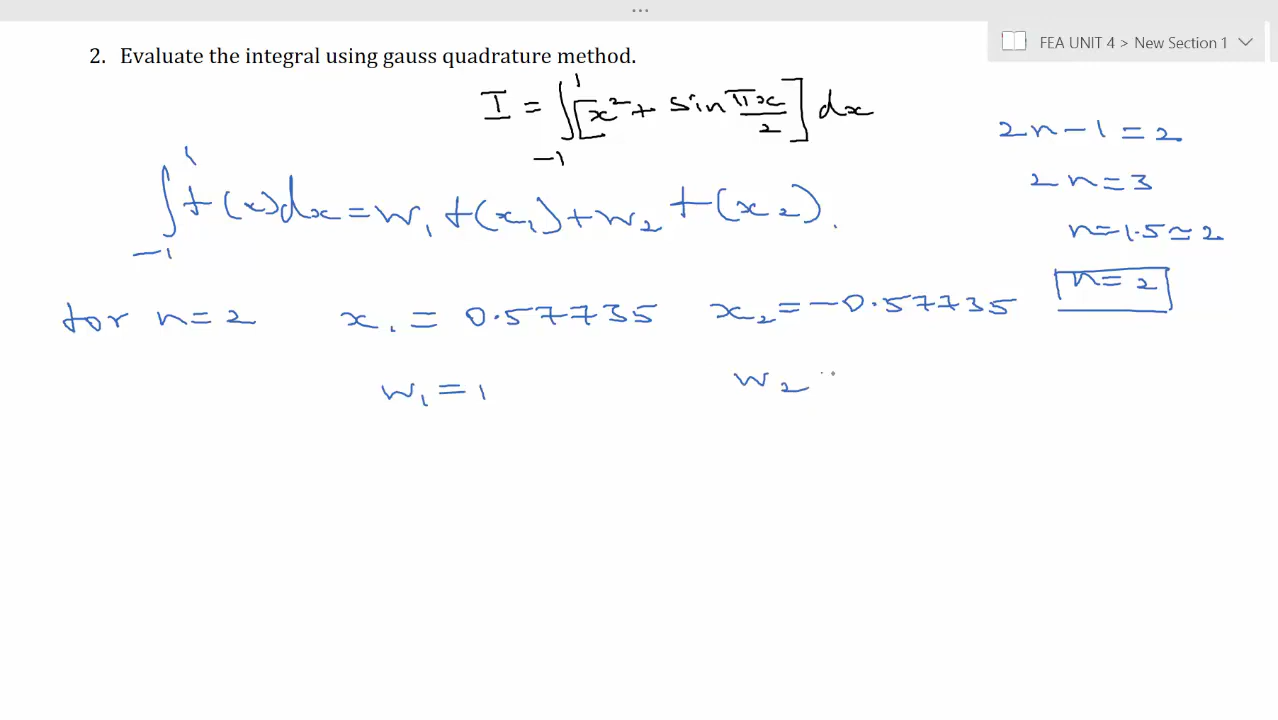 ...
FEA UNIT 4 > New Section 1
2. Evaluate the integral using gauss quadrature method.
I = ∫₋₁¹ [x² + sin πx/2] dx
∫₋₁¹ f(x)dx = w₁ f(x₁) + w₂ f(x₂).
2n - 1 = 2
2n = 3
n = 1.5 ≃ 2
n = 2
for n = 2 x₁ = 0.57735 x₂ = -0.57735
w₁ = 1 w₂